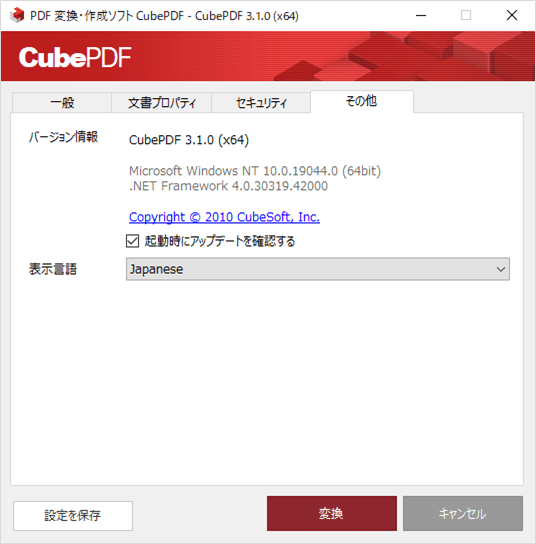 PDF 変換・作成ソフト CubePDF - CubePDF 3.1.0 (x64)
CubePDF
一般 文書プロパティ セキュリティ その他
バージョン情報 CubePDF 3.1.0 (x64)
Microsoft Windows NT 10.0.19044.0 (64bit)
.NET Framework 4.0.30319.42000
Copyright © 2010 CubeSoft, Inc.
起動時にアップデートを確認する
表示言語 Japanese
設定を保存 変換 キャンセル